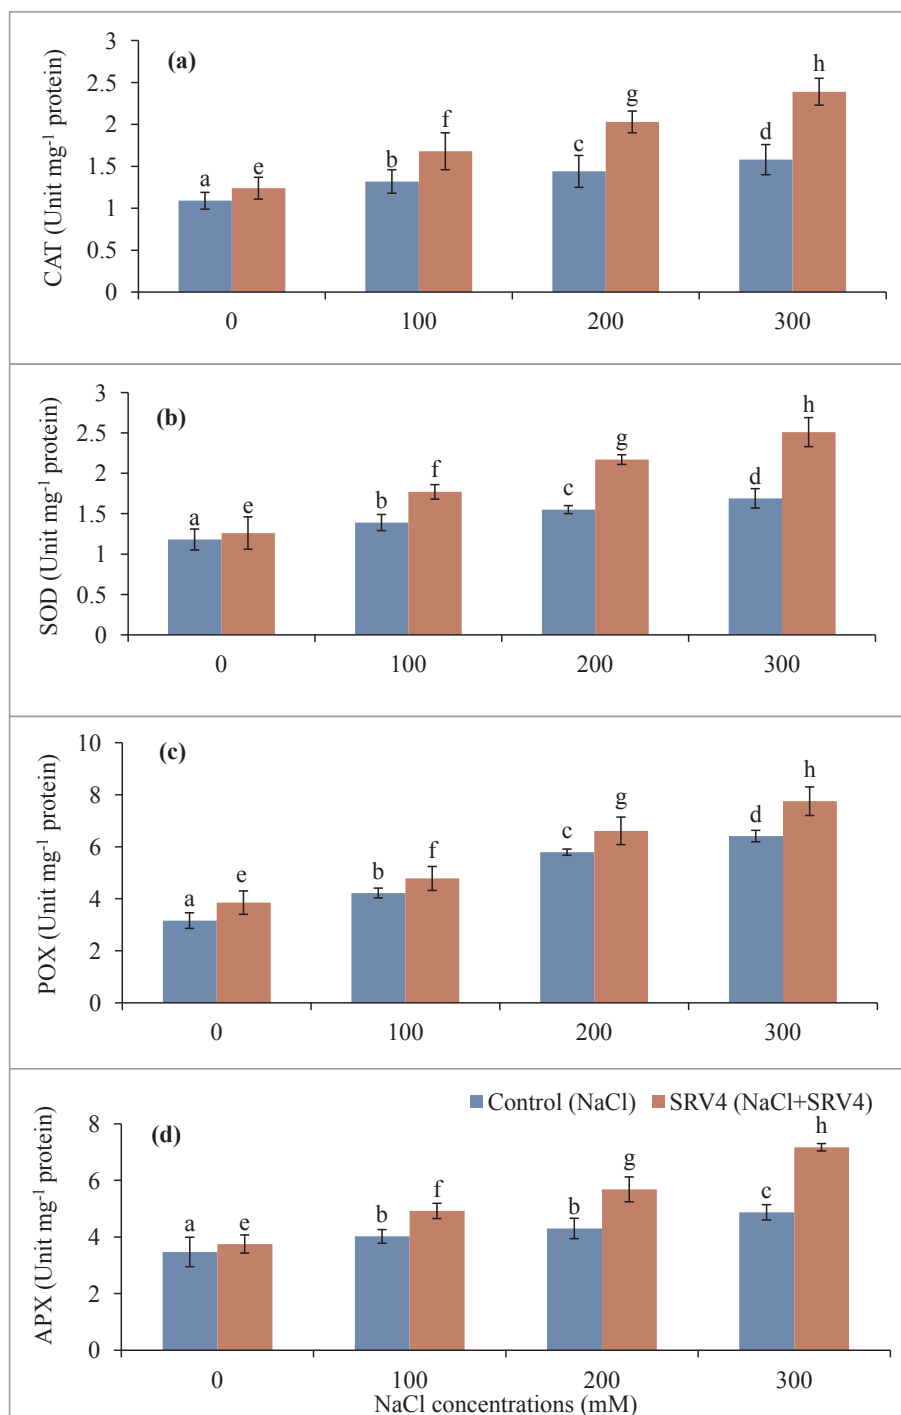 (a)
CAT (Unit mg⁻¹ protein)
3
2.5
2
1.5
1
0.5
0
a e b f c g d h
0 100 200 300
(b)
SOD (Unit mg⁻¹ protein)
3
2.5
2
1.5
1
0.5
0
a e b f c g d h
0 100 200 300
(c)
POX (Unit mg⁻¹ protein)
10
8
6
4
2
0
a e b f c g d h
0 100 200 300
Control (NaCl) SRV4 (NaCl+SRV4)
(d)
APX (Unit mg⁻¹ protein)
8
6
4
2
0
a e b f b g c h
0 100 200 300
NaCl concentrations (mM)